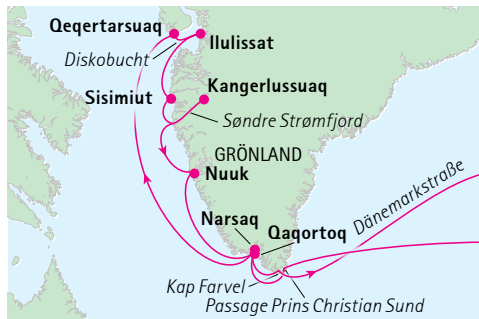 Qeqertarsuaq
Ilulissat
Diskobucht
Sisimiut
Kangerlussuaq
Søndre Strømfjord
GRÖNLAND
Nuuk
Dänemarkstraße
Narsaq
Qaqortoq
Kap Farvel
Passage Prins Christian Sund